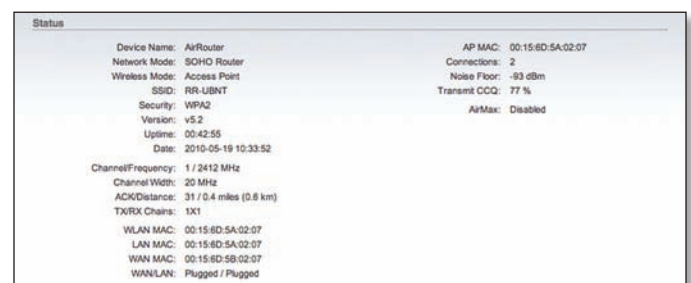 Status
Device Name: AirRouter
Network Mode: SOHO Router
Wireless Mode: Access Point
SSID: RR-UBNT
Security: WPA2
Version: v5.2
Uptime: 00:42:55
Date: 2010-05-19 10:33:52
Channel/Frequency: 1 / 2412 MHz
Channel Width: 20 MHz
ACK/Distance: 31 / 0.4 miles (0.6 km)
TX/RX Chains: 1X1
WLAN MAC: 00:15:6D:5A:02:07
LAN MAC: 00:15:6D:5A:02:07
WAN MAC: 00:15:6D:5B:02:07
WAN/LAN: Plugged / Plugged
AP MAC: 00:15:6D:5A:02:07
Connections: 2
Noise Floor: -93 dBm
Transmit CCQ: 77 %
AirMax: Disabled